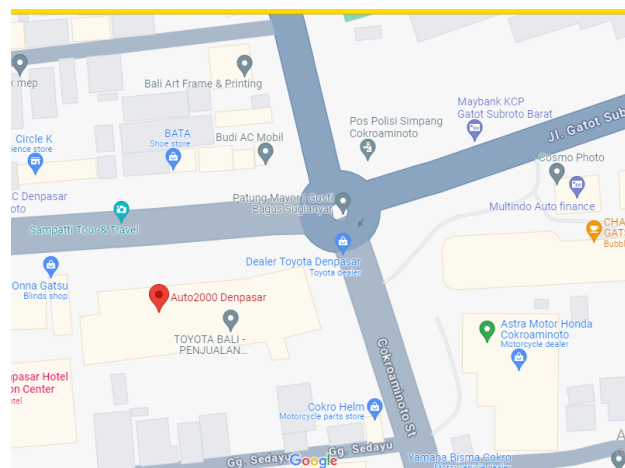 mep
Bali Art Frame & Printing
Maybank KCP
Gatot Subroto Barat
Pos Polisi Simpang
Cokroaminoto
Jl. Gatot Sub
Circle K
ience store
BATA
Shoe store
Budi AC Mobil
Cosmo Photo
C Denpasar
oto
Patung Mayor I Gusti
Bagus Sugianyar
Multindo Auto finance
Sampatti Tour & Travel
CHA
GATS
Bubbl
Dealer Toyota Denpasar
Toyota dealer
Onna Gatsu
Blinds shop
Auto2000 Denpasar
TOYOTA BALI -
PENJUALAN...
Astra Motor Honda
Cokroaminoto
Motorcycle dealer
Cokroaminoto St
npasar Hotel
on Center
tel
Cokro Helm
Motorcycle parts store
Gg. Sedayu
Gg. Sedayu
Google
Yamaha Bisma Cokro
A